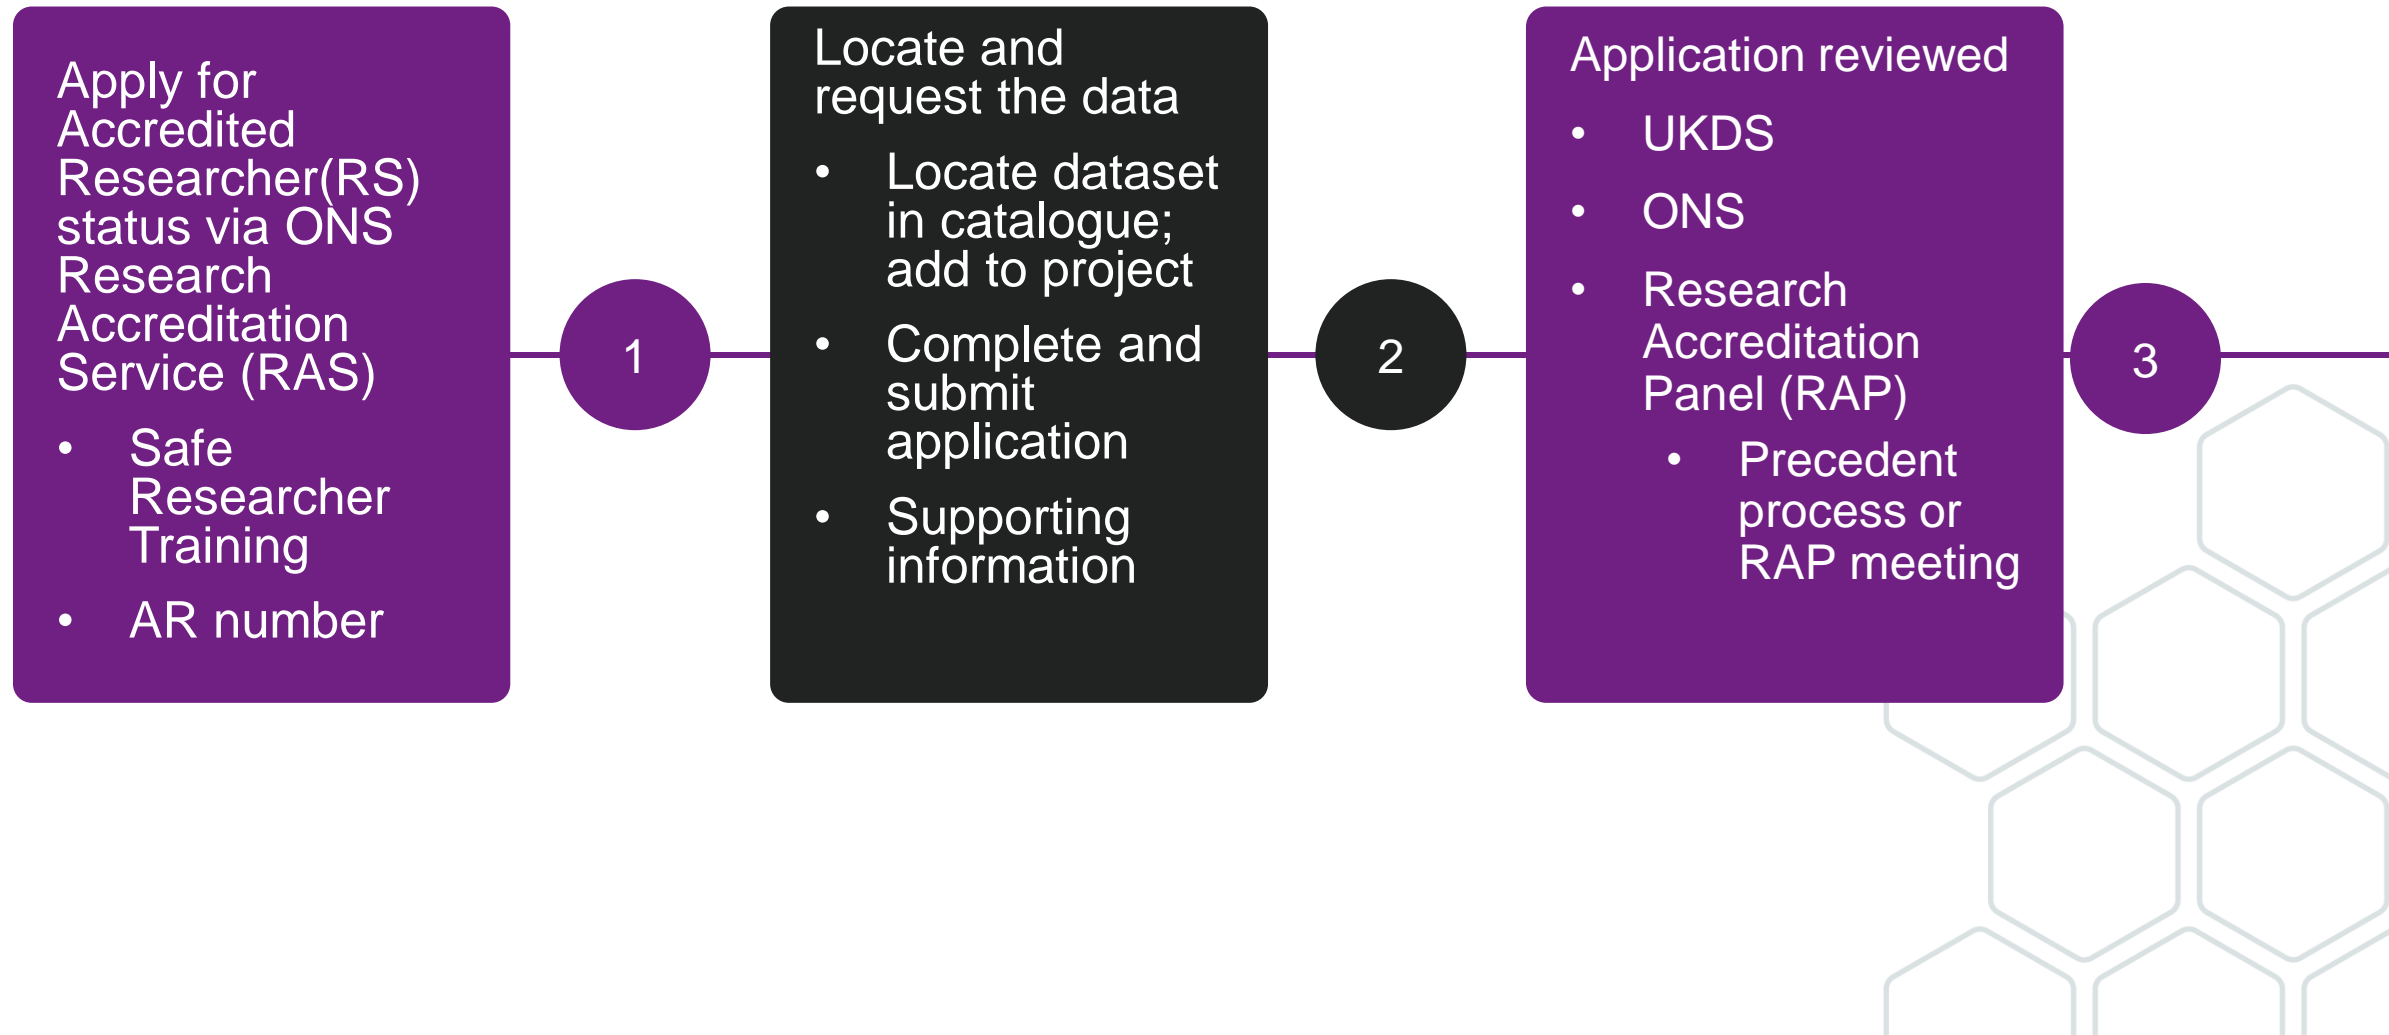 Apply for
Accredited
Researcher(RS)
status via ONS
Research
Accreditation
Service (RAS)
• Safe
Researcher
Training
• AR number
1
Locate and
request the data
• Locate dataset
in catalogue;
add to project
• Complete and
submit
application
• Supporting
information
2
Application reviewed
• UKDS
• ONS
• Research
Accreditation
Panel (RAP)
• Precedent
process or
RAP meeting
3